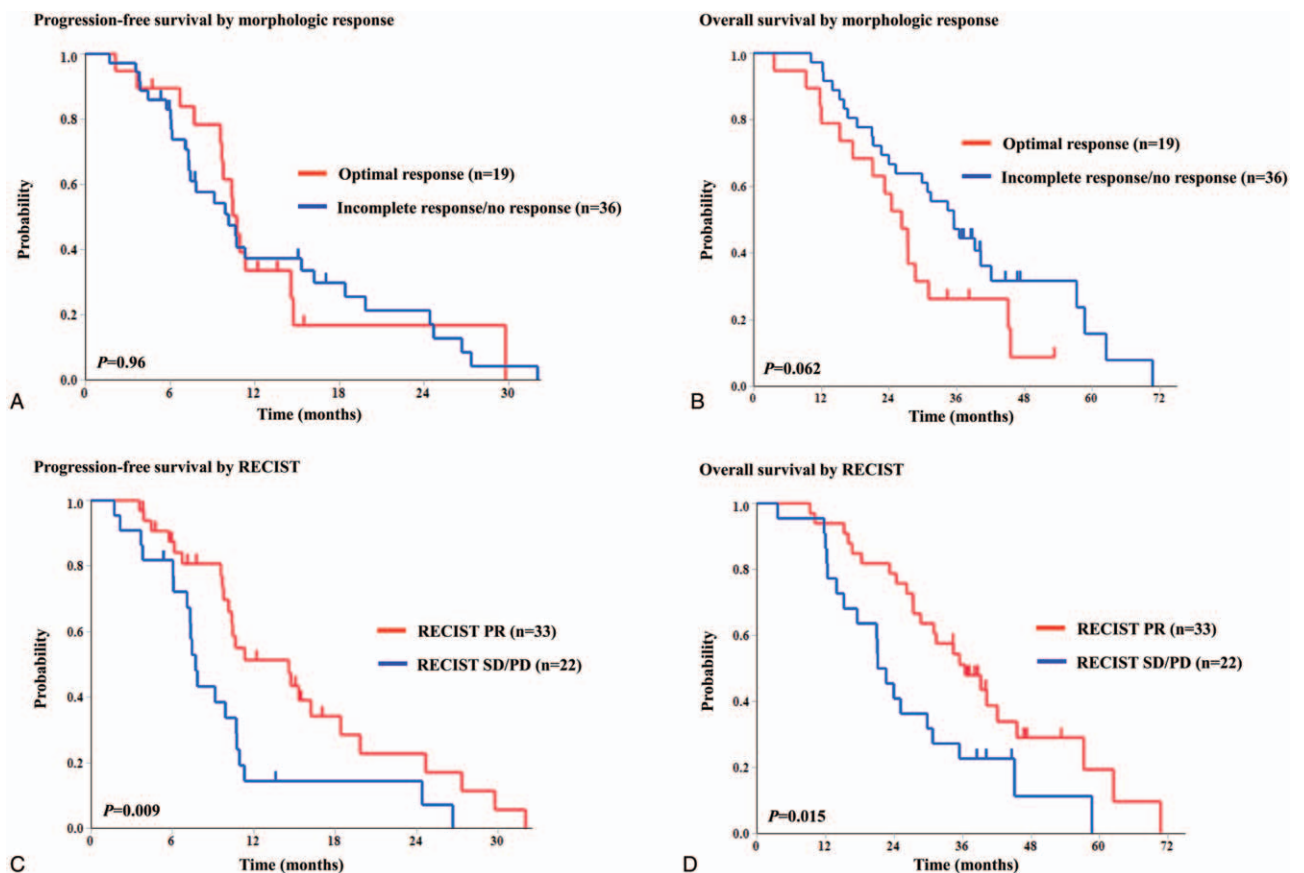 Progression-free survival by morphologic response
1.0
0.8
0.6
0.4
0.2
0.0
Probability
Optimal response (n=19)
Incomplete response/no response (n=36)
P=0.96
0 6 12 18 24 30
Time (months)
A
Overall survival by morphologic response
1.0
0.8
0.6
0.4
0.2
0.0
Probability
Optimal response (n=19)
Incomplete response/no response (n=36)
P=0.062
0 12 24 36 48 60 72
Time (months)
B
Progression-free survival by RECIST
1.0
0.8
0.6
0.4
0.2
0.0
Probability
RECIST PR (n=33)
RECIST SD/PD (n=22)
P=0.009
0 6 12 18 24 30
Time (months)
C
Overall survival by RECIST
1.0
0.8
0.6
0.4
0.2
0.0
Probability
RECIST PR (n=33)
RECIST SD/PD (n=22)
P=0.015
0 12 24 36 48 60 72
Time (months)
D